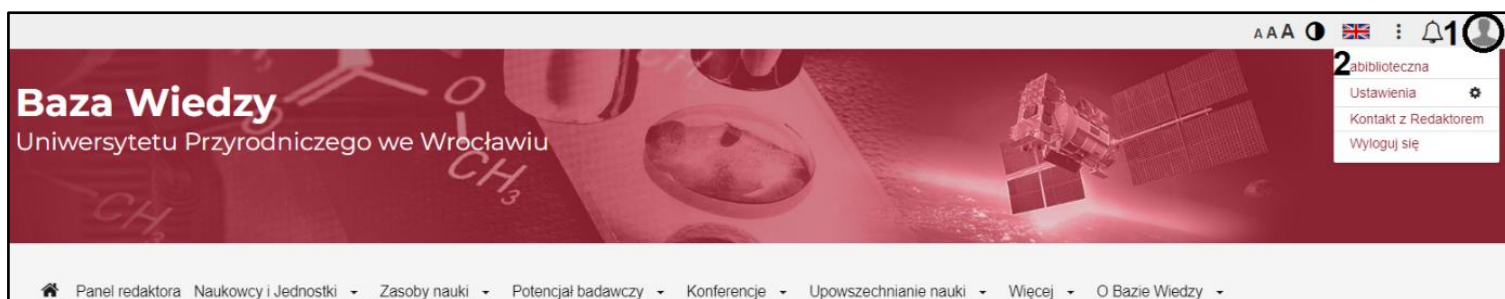 A A A 1
2 abiblioteczna
Ustawienia
Kontakt z Redaktorem
Wyloguj się
Baza Wiedzy
Uniwersytetu Przyrodniczego we Wrocławiu
CH₃
CH₃
O
Panel redaktora Naukowcy i Jednostki Zasoby nauki Potencjał badawczy Konferencje Upowszechnianie nauki Więcej O Bazie Wiedzy